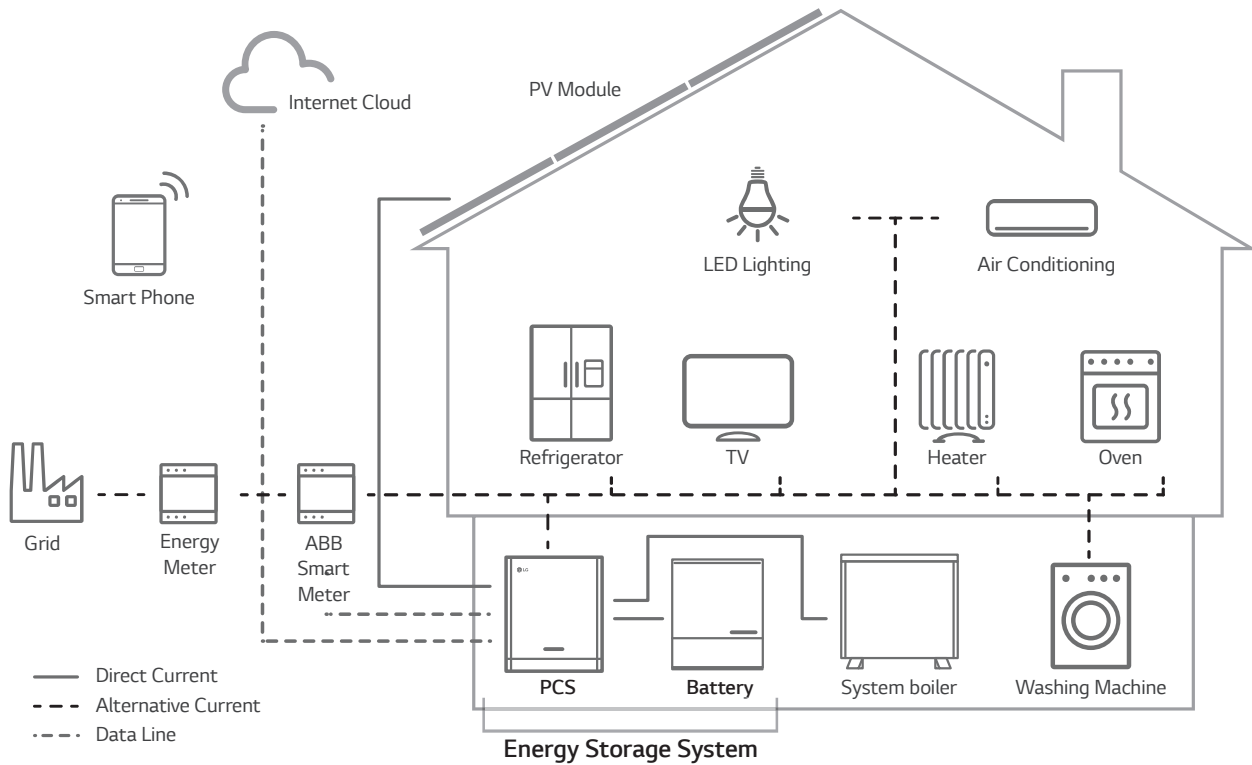 Internet Cloud
PV Module
Smart Phone
LED Lighting
Air Conditioning
Refrigerator
TV
Heater
Oven
Grid
Energy
Meter
ABB
Smart
Meter
LG
PCS
Battery
System boiler
Washing Machine
Direct Current
Alternative Current
Data Line
Energy Storage System